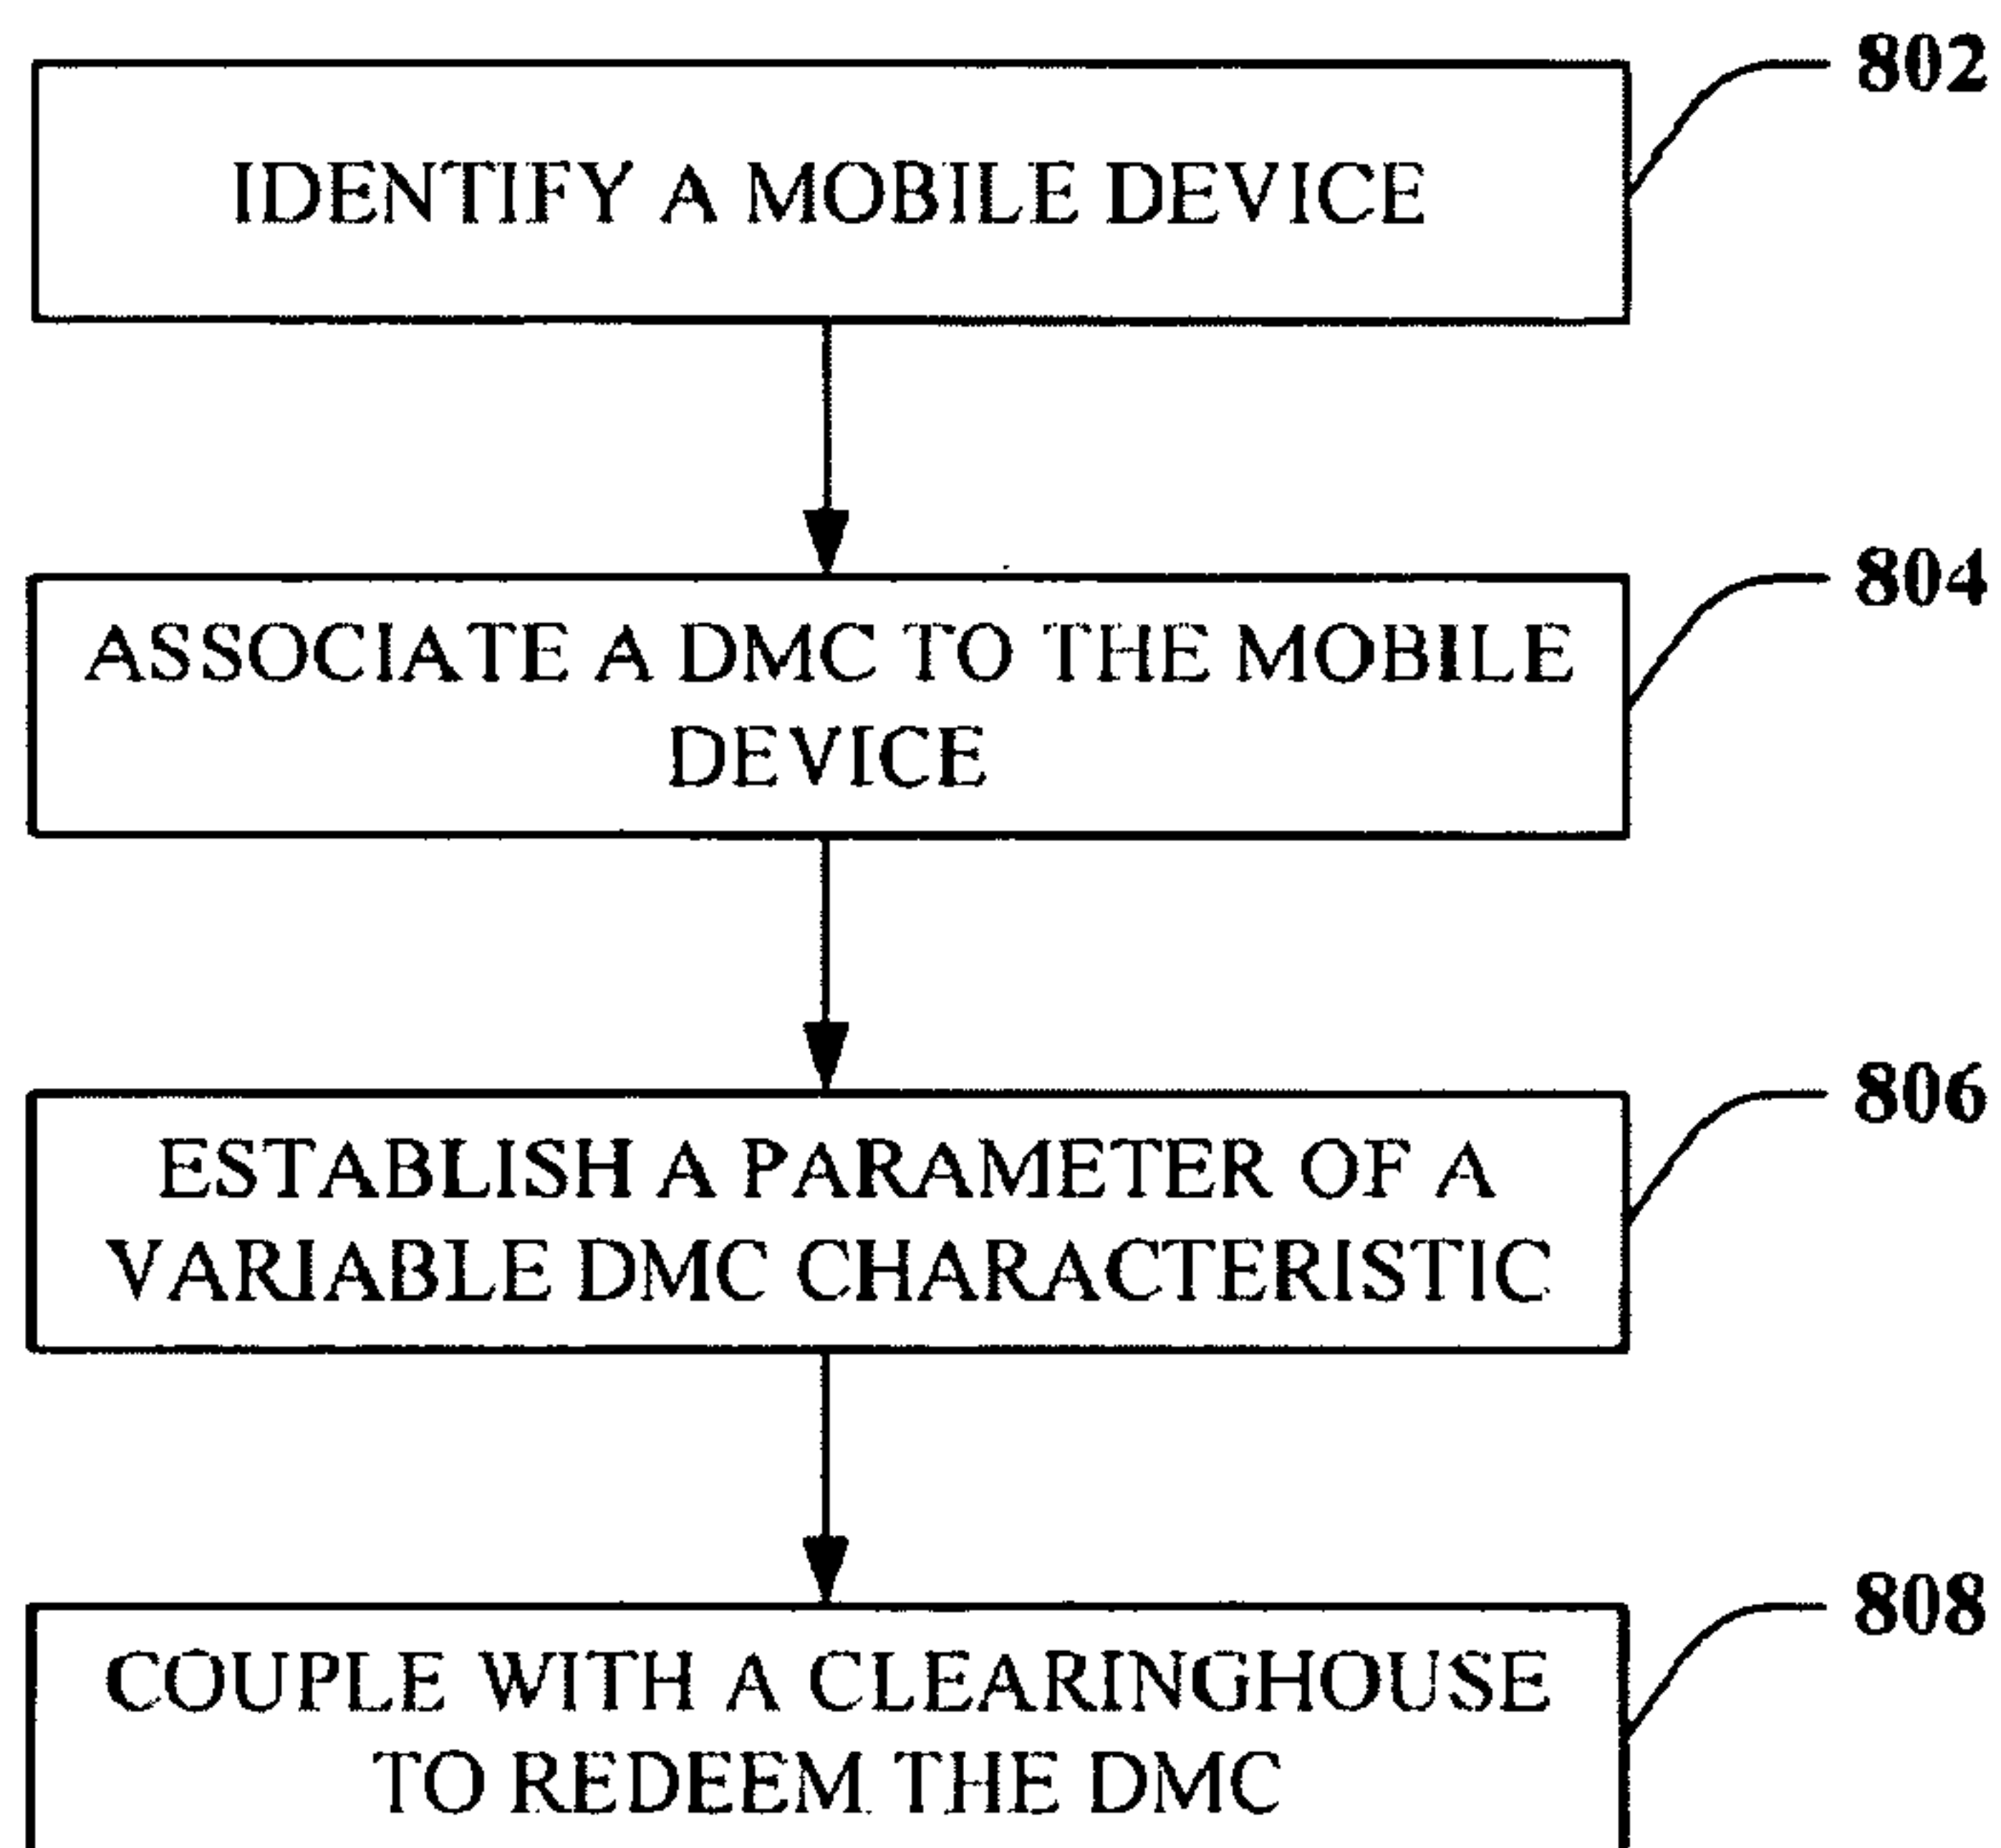 802
IDENTIFY A MOBILE DEVICE
804
ASSOCIATE A DMC TO THE MOBILE
DEVICE
806
ESTABLISH A PARAMETER OF A
VARIABLE DMC CHARACTERISTIC
808
COUPLE WITH A CLEARINGHOUSE
TO REDEEM THE DMC